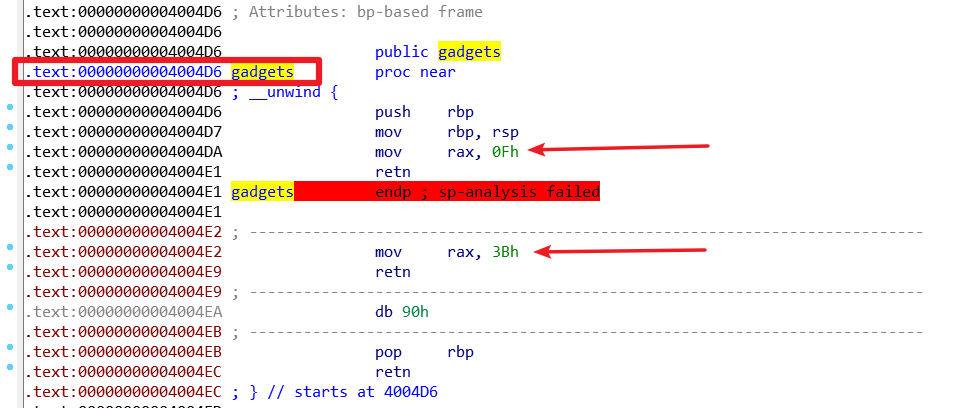 .text:00000000004004D6 ; Attributes: bp-based frame
.text:00000000004004D6
.text:00000000004004D6 public gadgets
.text:00000000004004D6 gadgets proc near
.text:00000000004004D6 ; __unwind {
.text:00000000004004D6 push rbp
.text:00000000004004D7 mov rbp, rsp
.text:00000000004004DA mov rax, 0Fh
.text:00000000004004E1 retn
.text:00000000004004E1 gadgets endp ; sp-analysis failed
.text:00000000004004E1
.text:00000000004004E2 ; ---------------------------------------------------------------------------
.text:00000000004004E2 mov rax, 3Bh
.text:00000000004004E9 retn
.text:00000000004004E9 ; ---------------------------------------------------------------------------
.text:00000000004004EA db 90h
.text:00000000004004EB ; ---------------------------------------------------------------------------
.text:00000000004004EB pop rbp
.text:00000000004004EC retn
.text:00000000004004EC ; } // starts at 4004D6